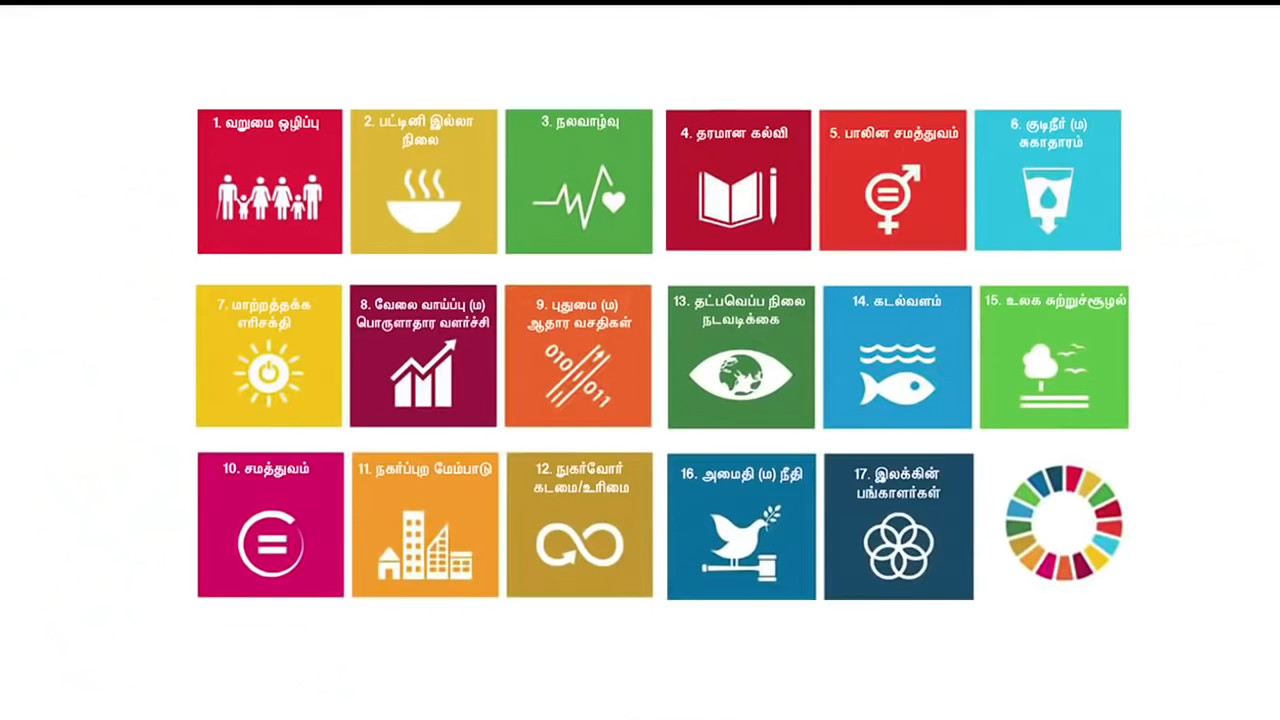 1. வறுமை ஒழிப்பு
2. பட்டினி இல்லா
நிலை
3. நலவாழ்வு
4. தரமான கல்வி
5. பாலின சமத்துவம்
6. குடிநீர் (ம)
சுகாதாரம்
7. மாற்றத்தக்க
எரிசக்தி
8. வேலை வாய்ப்பு (ம)
பொருளாதார வளர்ச்சி
9. புதுமை (ம)
ஆதார வசதிகள்
010
011
13. தட்பவெப்ப நிலை
நடவடிக்கை
14. கடல்வளம்
15. உலக சுற்றுச்சூழல்
10. சமத்துவம்
11. நகர்ப்புற மேம்பாடு
12. நுகர்வோர்
கடமை/உரிமை
16. அமைதி (ம) நீதி
17. இலக்கின்
பங்காளர்கள்